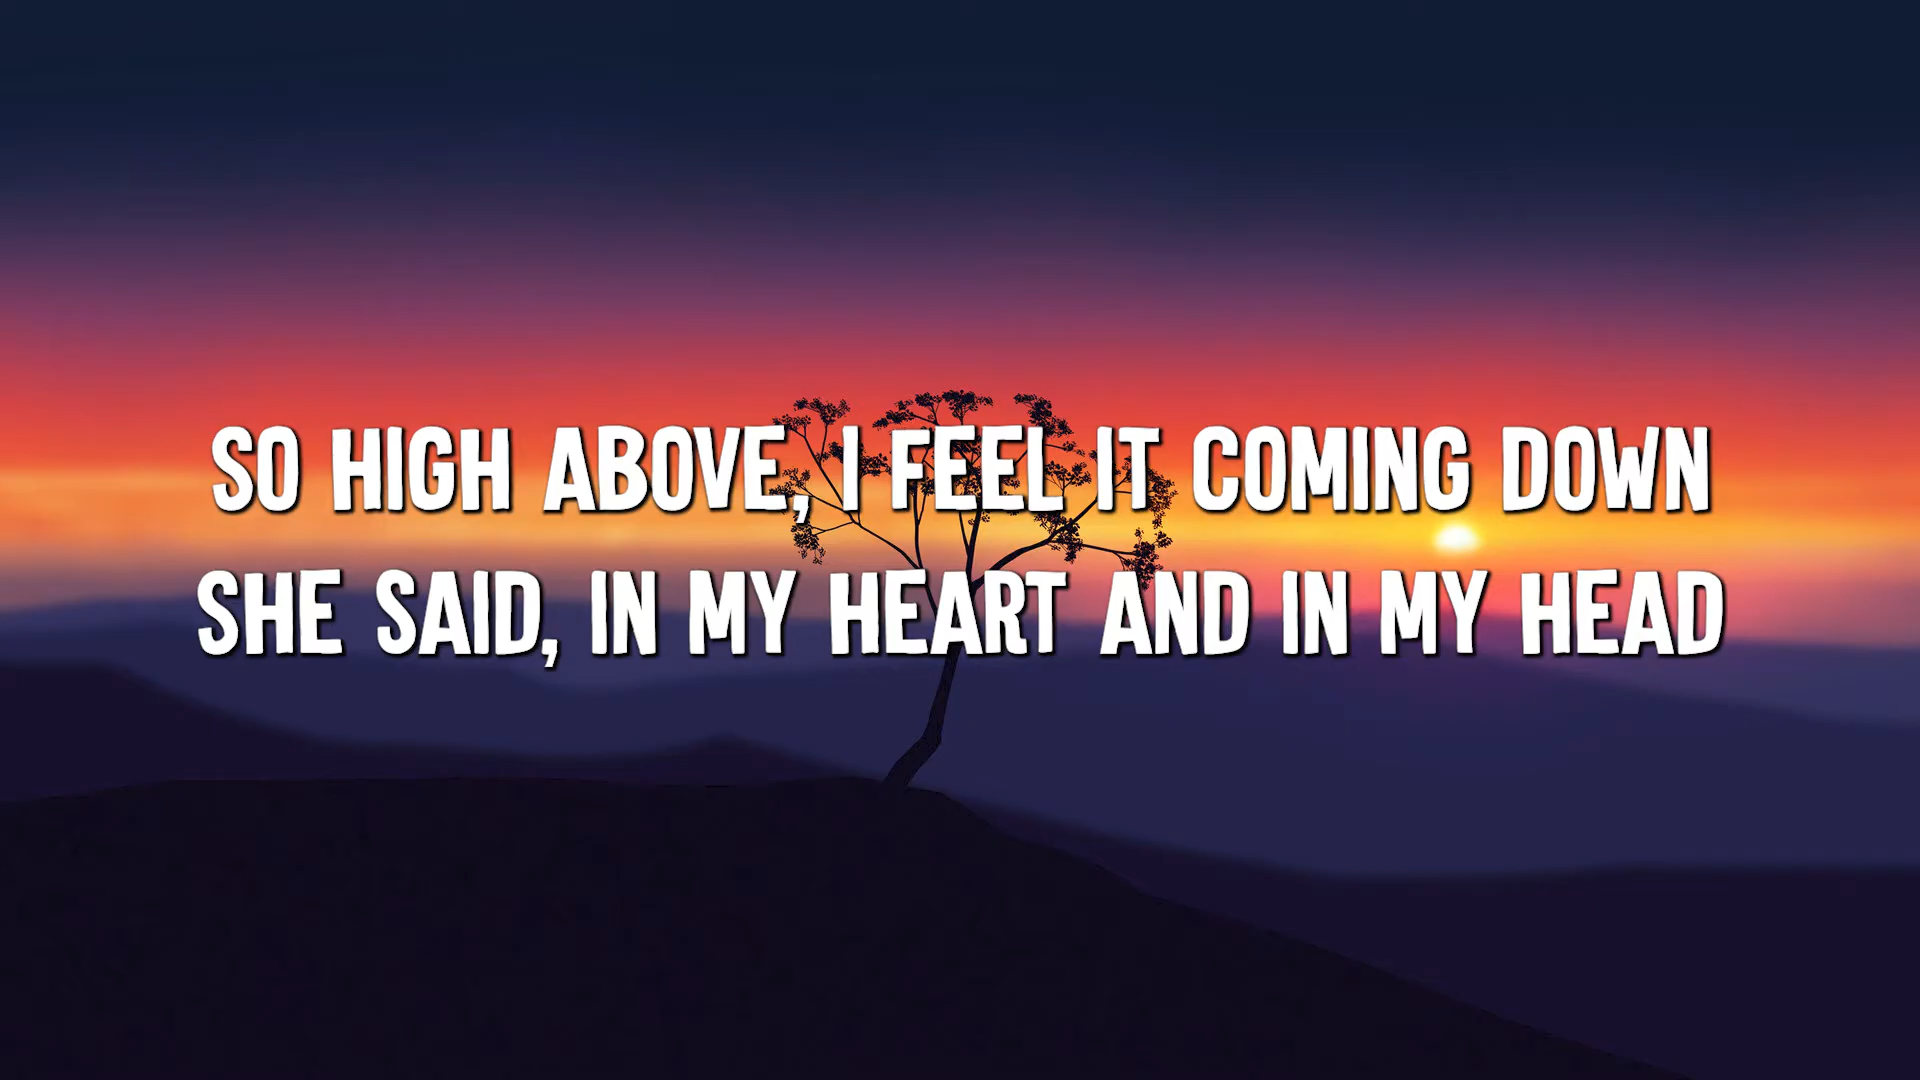 SO HIGH ABOVE, I FEEL IT COMING DOWN
SHE SAID, IN MY HEART AND IN MY HEAD